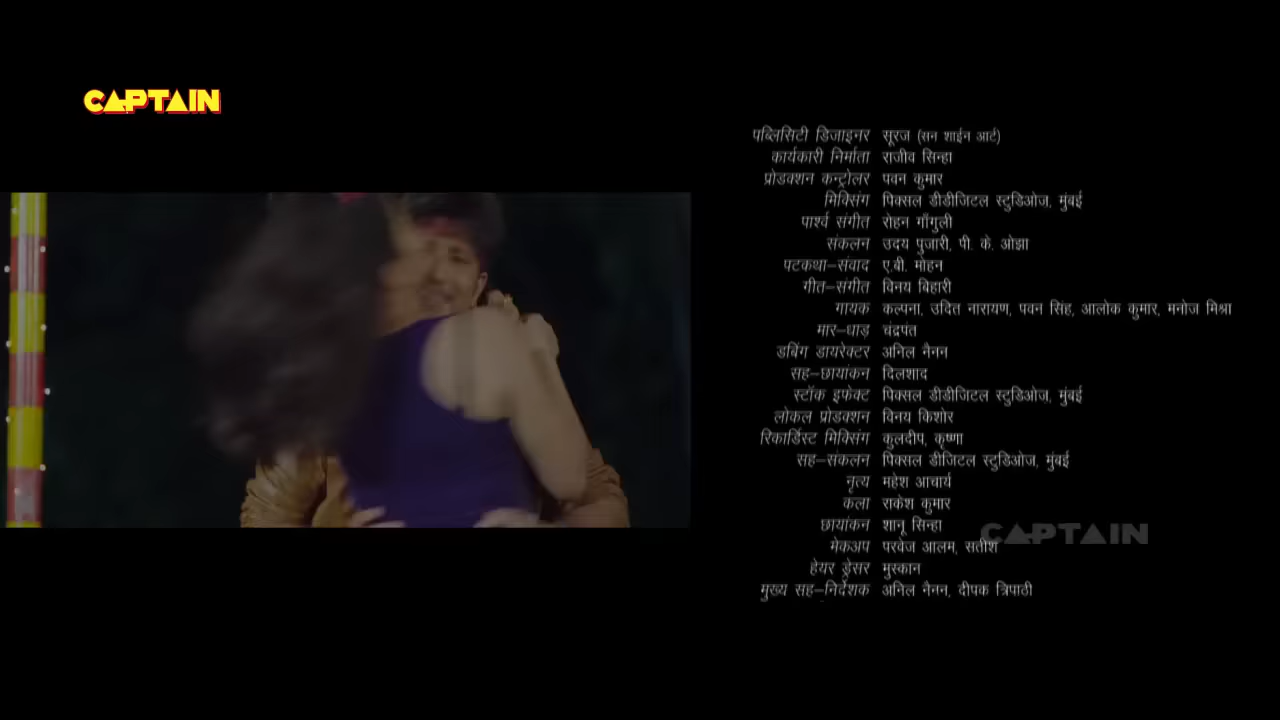 CAPTAIN
पब्लिसिटी डिजाइनर सूरज (सन शाईन आर्ट)
कार्यकारी निर्माता राजीव सिन्हा
प्रोडक्शन कन्ट्रोलर पवन कुमार
मिक्सिंग पिक्सल डीडीजिटल स्टुडिओज, मुंबई
पार्श्व संगीत रोहन गाँगुली
संकलन उदय पुजारी, पी. के. ओझा
पटकथा–संवाद ए.बी. मोहन
गीत–संगीत विनय बिहारी
गायक कल्पना, उदित नारायण, पवन सिंह, आलोक कुमार, मनोज मिश्रा
मार–धाड़ चंद्रपंत
डबिंग डायरेक्टर अनिल नैनन
सह–छायांकन दिलशाद
स्टॉक इफेक्ट पिक्सल डीडीजिटल स्टुडिओज, मुंबई
लोकल प्रोडक्शन विनय किशोर
रिकार्डिस्ट मिक्सिंग कुलदीप, कृष्णा
सह–संकलन पिक्सल डीजिटल स्टुडिओज, मुंबई
नृत्य महेश आचार्य
कला राकेश कुमार
छायांकन शानू सिन्हा
CAPTAIN
मेकअप परवेज आलम, सतीश
हेयर ड्रेसर मुस्कान
मुख्य सह–निर्देशक अनिल नैनन, दीपक त्रिपाठी